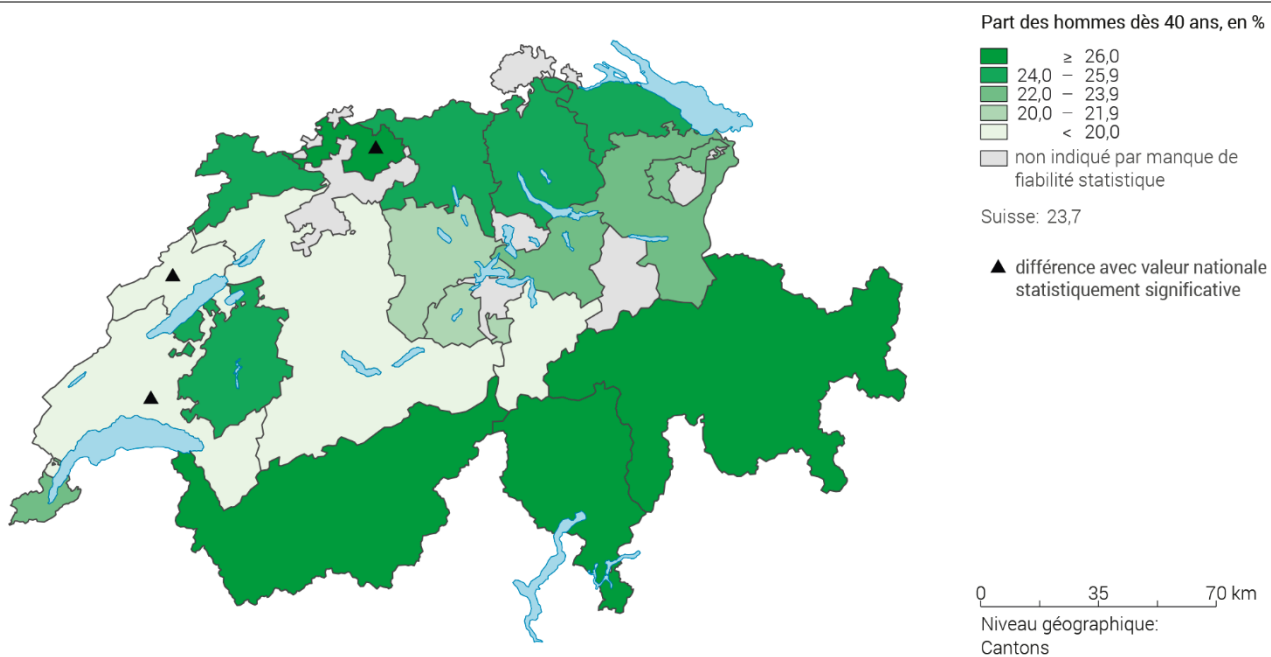 Part des hommes dès 40 ans, en %
≥ 26,0
24,0 – 25,9
22,0 – 23,9
20,0 – 21,9
< 20,0
non indiqué par manque de
fiabilité statistique
Suisse: 23,7
▲ différence avec valeur nationale
statistiquement significative
0 35 70 km
Niveau géographique:
Cantons